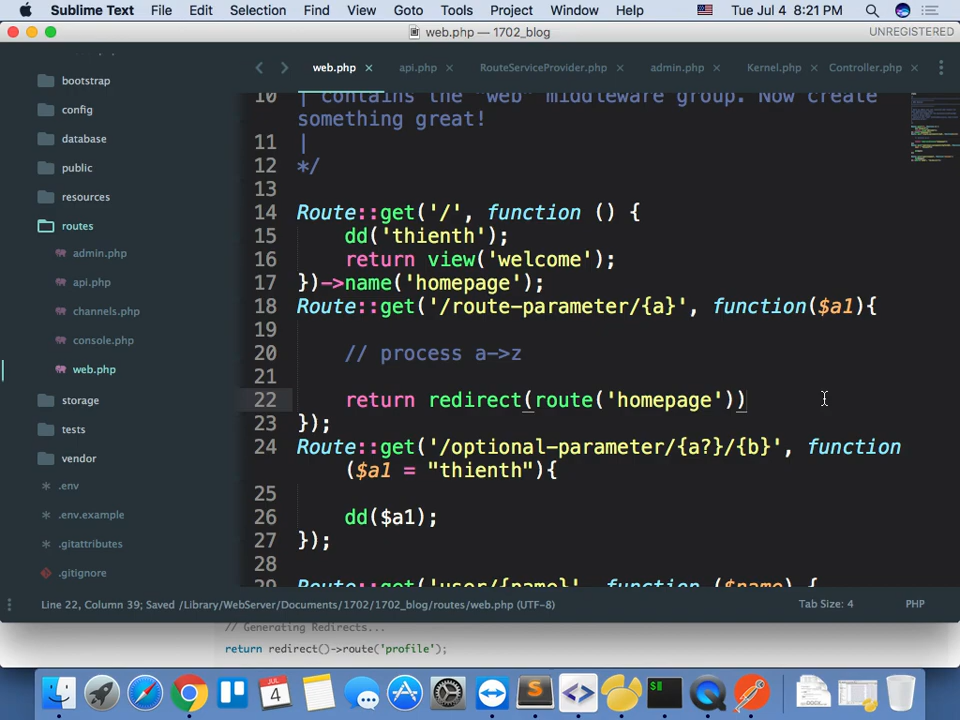 Sublime Text File Edit Selection Find View Goto Tools Project Window Help Tue Jul 4 8:21 PM
web.php — 1702_blog UNREGISTERED
web.php × api.php × RouteServiceProvider.php × admin.php × Kernel.php × Controller.php ×
bootstrap
config
database
public
resources
routes
admin.php
api.php
channels.php
console.php
web.php
storage
tests
vendor
.env
.env.example
.gitattributes
.gitignore
10 | contains the "web" middleware group. Now create
something great!
11 |
12 */
13
14 Route::get('/', function () {
15 dd('thienth');
16 return view('welcome');
17 })->name('homepage');
18 Route::get('/route-parameter/{a}', function($a1){
19
20 // process a->z
21
22 return redirect(route('homepage'))
23 });
24 Route::get('/optional-parameter/{a?}/{b}', function
($a1 = "thienth"){
25
26 dd($a1);
27 });
28
29 Route::get('user/{name}', function ($name) {
Line 22, Column 39; Saved /Library/WebServer/Documents/1702/1702_blog/routes/web.php (UTF-8) Tab Size: 4 PHP
// Generating Redirects...
return redirect()->route('profile');